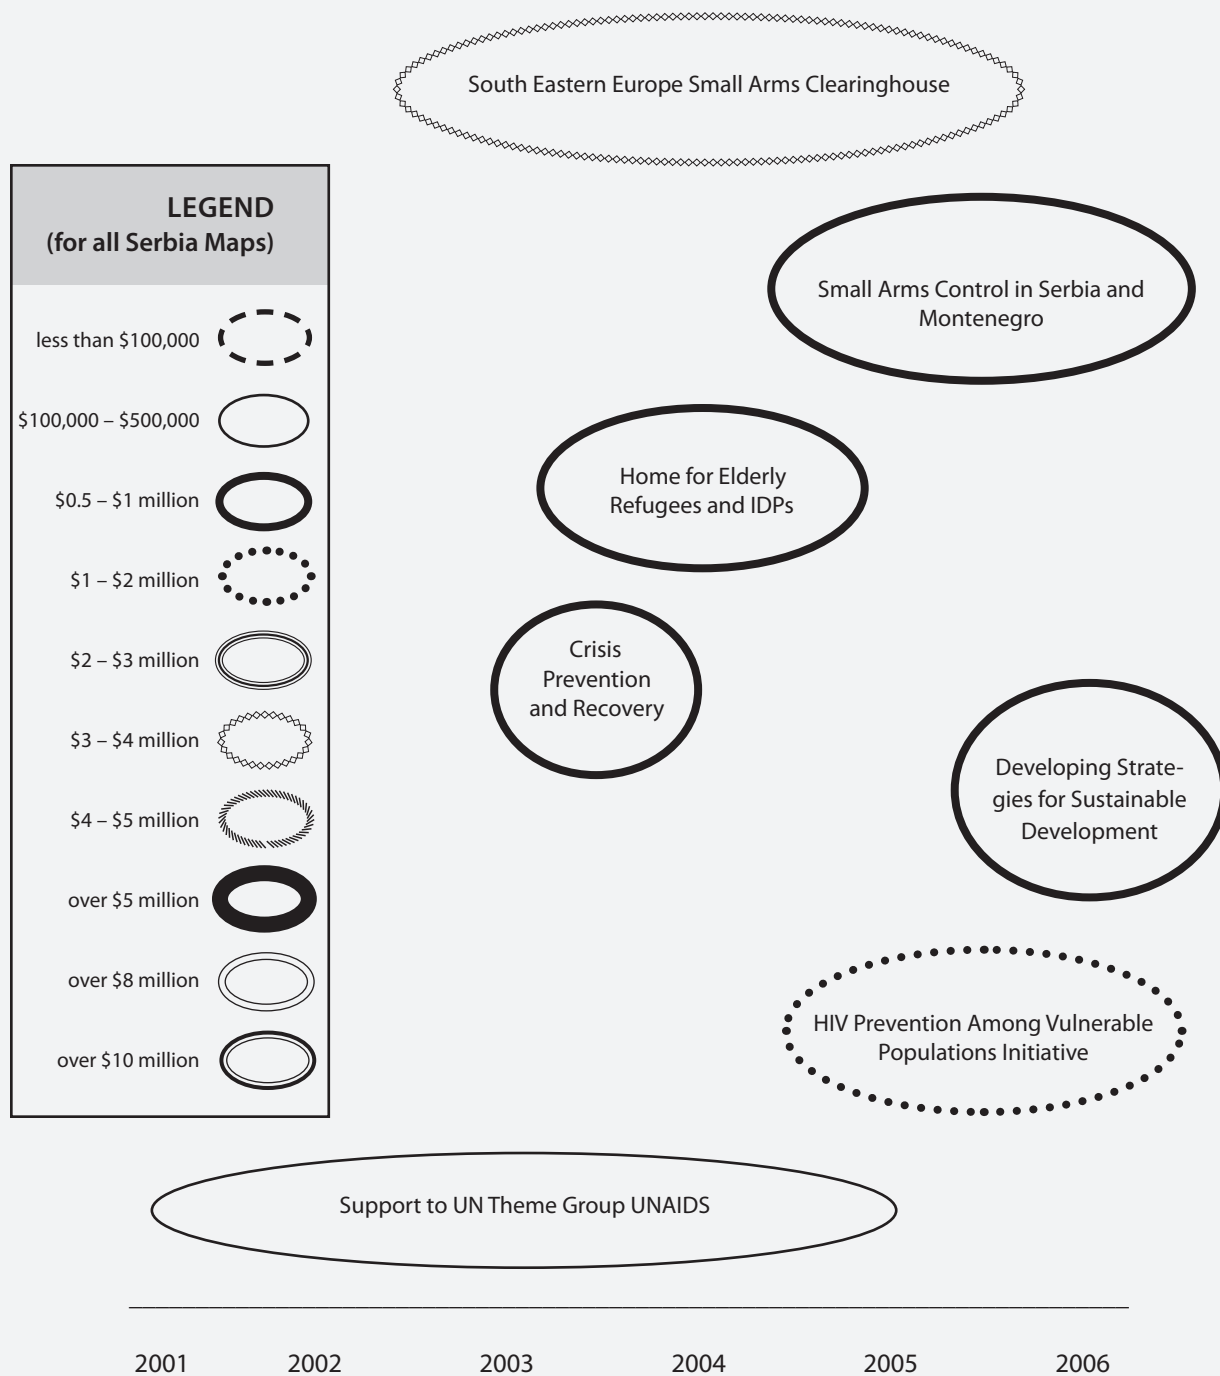 South Eastern Europe Small Arms Clearinghouse
LEGEND
(for all Serbia Maps)
less than $100,000
$100,000 – $500,000
$0.5 – $1 million
$1 – $2 million
$2 – $3 million
$3 – $4 million
$4 – $5 million
over $5 million
over $8 million
over $10 million
Small Arms Control in Serbia and
Montenegro
Home for Elderly
Refugees and IDPs
Crisis
Prevention
and Recovery
Developing Strate-
gies for Sustainable
Development
HIV Prevention Among Vulnerable
Populations Initiative
Support to UN Theme Group UNAIDS
2001 2002 2003 2004 2005 2006